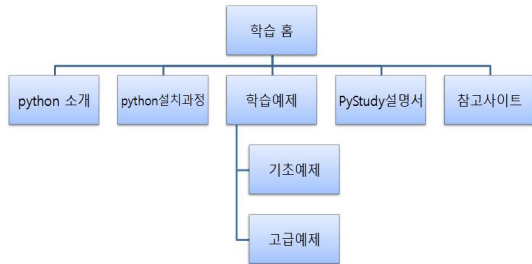 학습 홈
python 소개
python설치과정
학습예제
PyStudy설명서
참고사이트
기초예제
고급예제